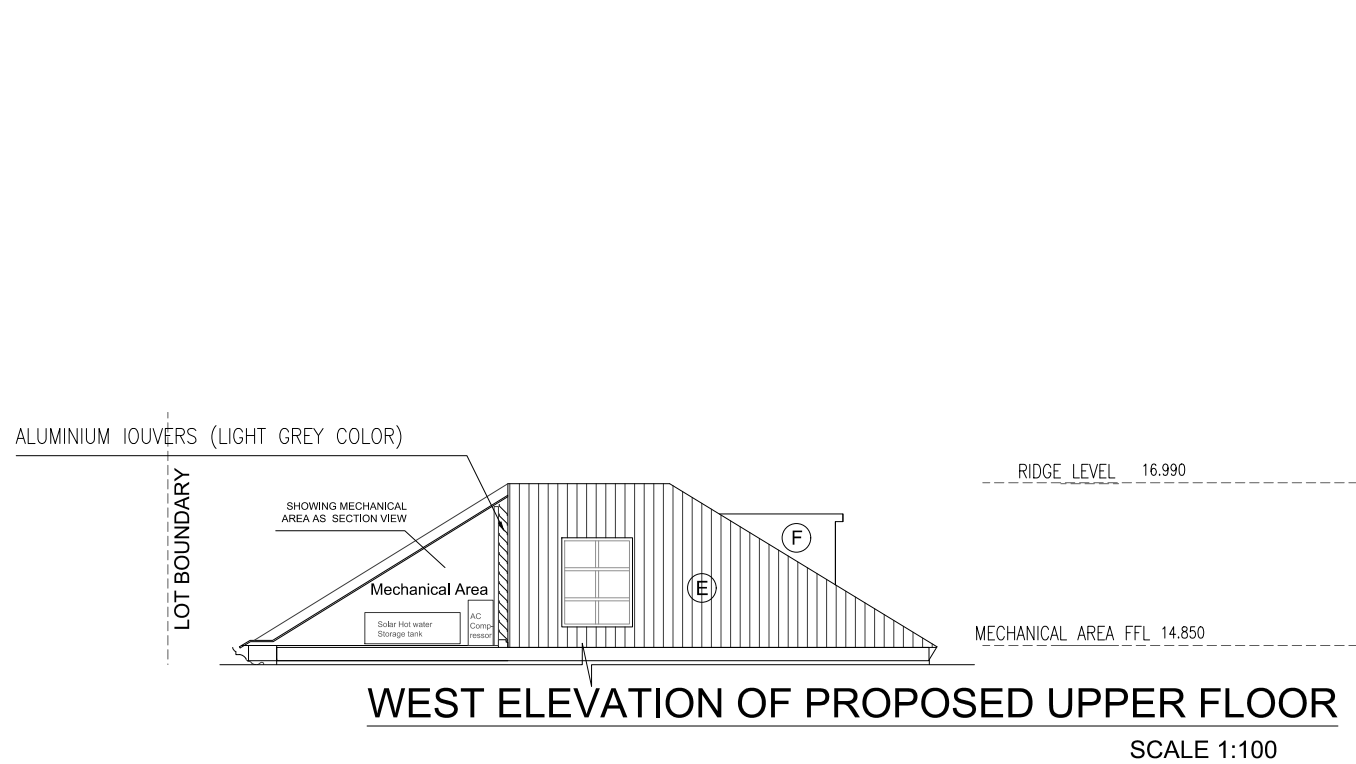 ALUMINIUM IOUVERS (LIGHT GREY COLOR)
LOT BOUNDARY
SHOWING MECHANICAL
AREA AS SECTION VIEW
Mechanical Area
Solar Hot water
Storage tank
AC
Comp-
ressor
E
F
RIDGE LEVEL 16.990
MECHANICAL AREA FFL 14.850
WEST ELEVATION OF PROPOSED UPPER FLOOR
SCALE 1:100